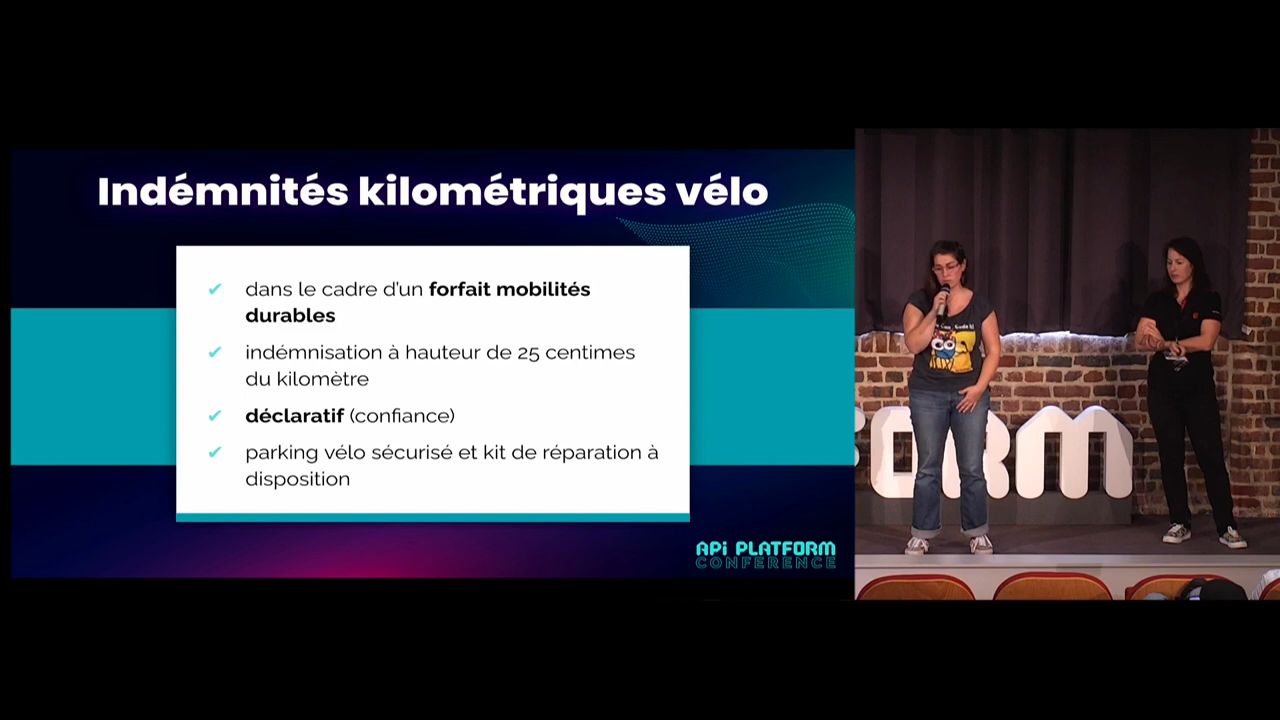 Indémnités kilométriques vélo
✔ dans le cadre d'un forfait mobilités
durables
✔ indémnisation à hauteur de 25 centimes
du kilomètre
✔ déclaratif (confiance)
✔ parking vélo sécurisé et kit de réparation à
disposition
APi PLATFORM
CONFERENCE
ORM